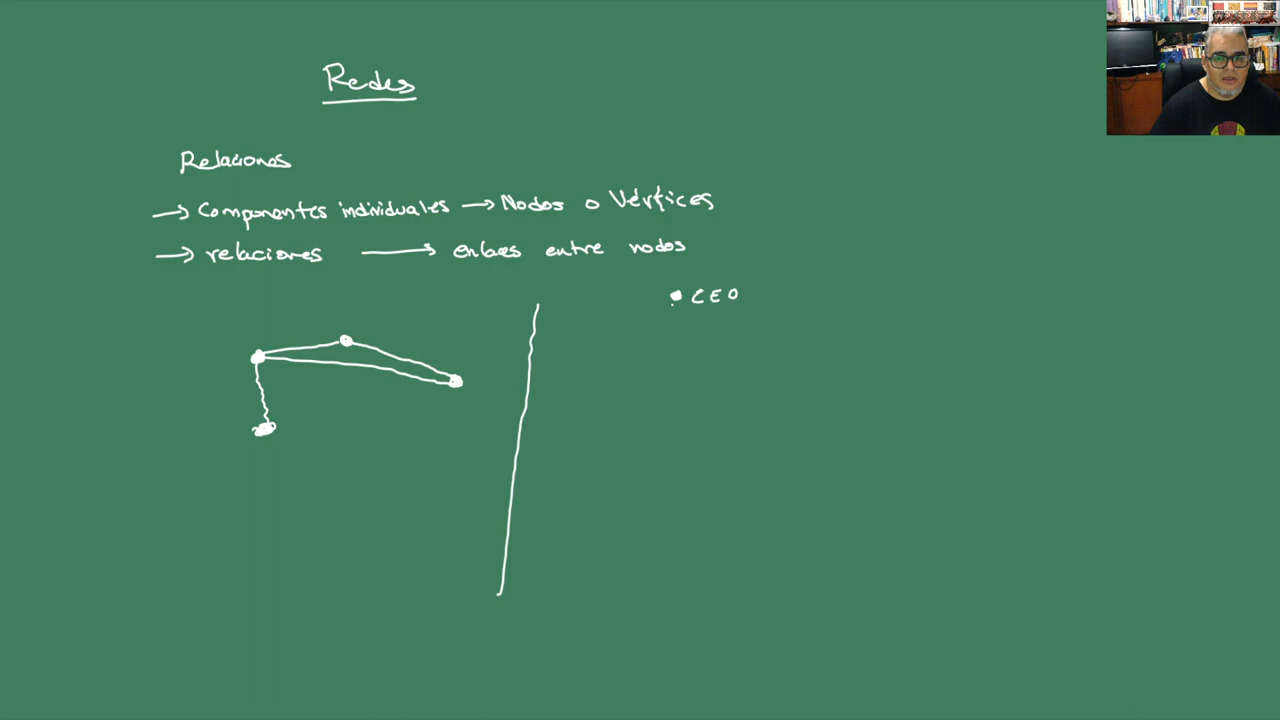 Redes
Relaciones
→ Componentes individuales → Nodos o Vértices
→ relaciones → enlaces entre nodos
• CEO